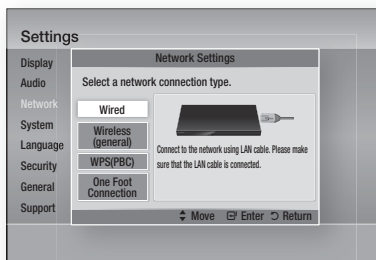 Settings
Display
Audio
Network
System
Language
Security
General
Support
Network Settings
Select a network connection type.
Wired
Wireless
(general)
WPS(PBC)
One Foot
Connection
Connect to the network using LAN cable. Please make
sure that the LAN cable is connected.
Move Enter Return